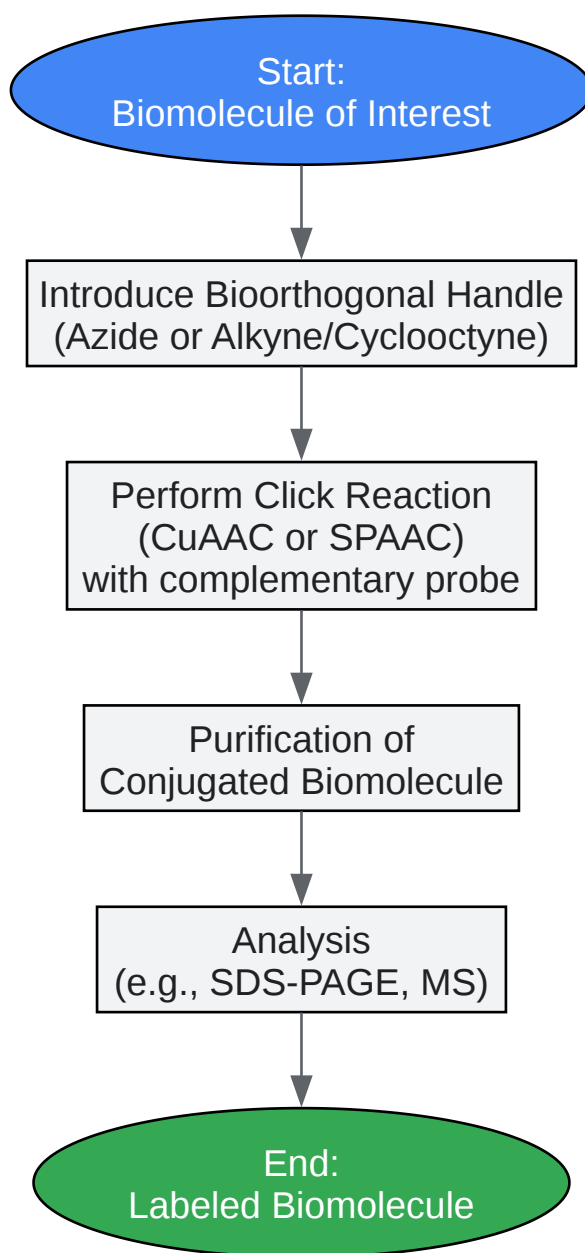 Start:
Biomolecule of Interest
Introduce Bioorthogonal Handle
(Azide or Alkyne/Cyclooctyne)
Perform Click Reaction
(CuAAC or SPAAC)
with complementary probe
Purification of
Conjugated Biomolecule
Analysis
(e.g., SDS-PAGE, MS)
End:
Labeled Biomolecule